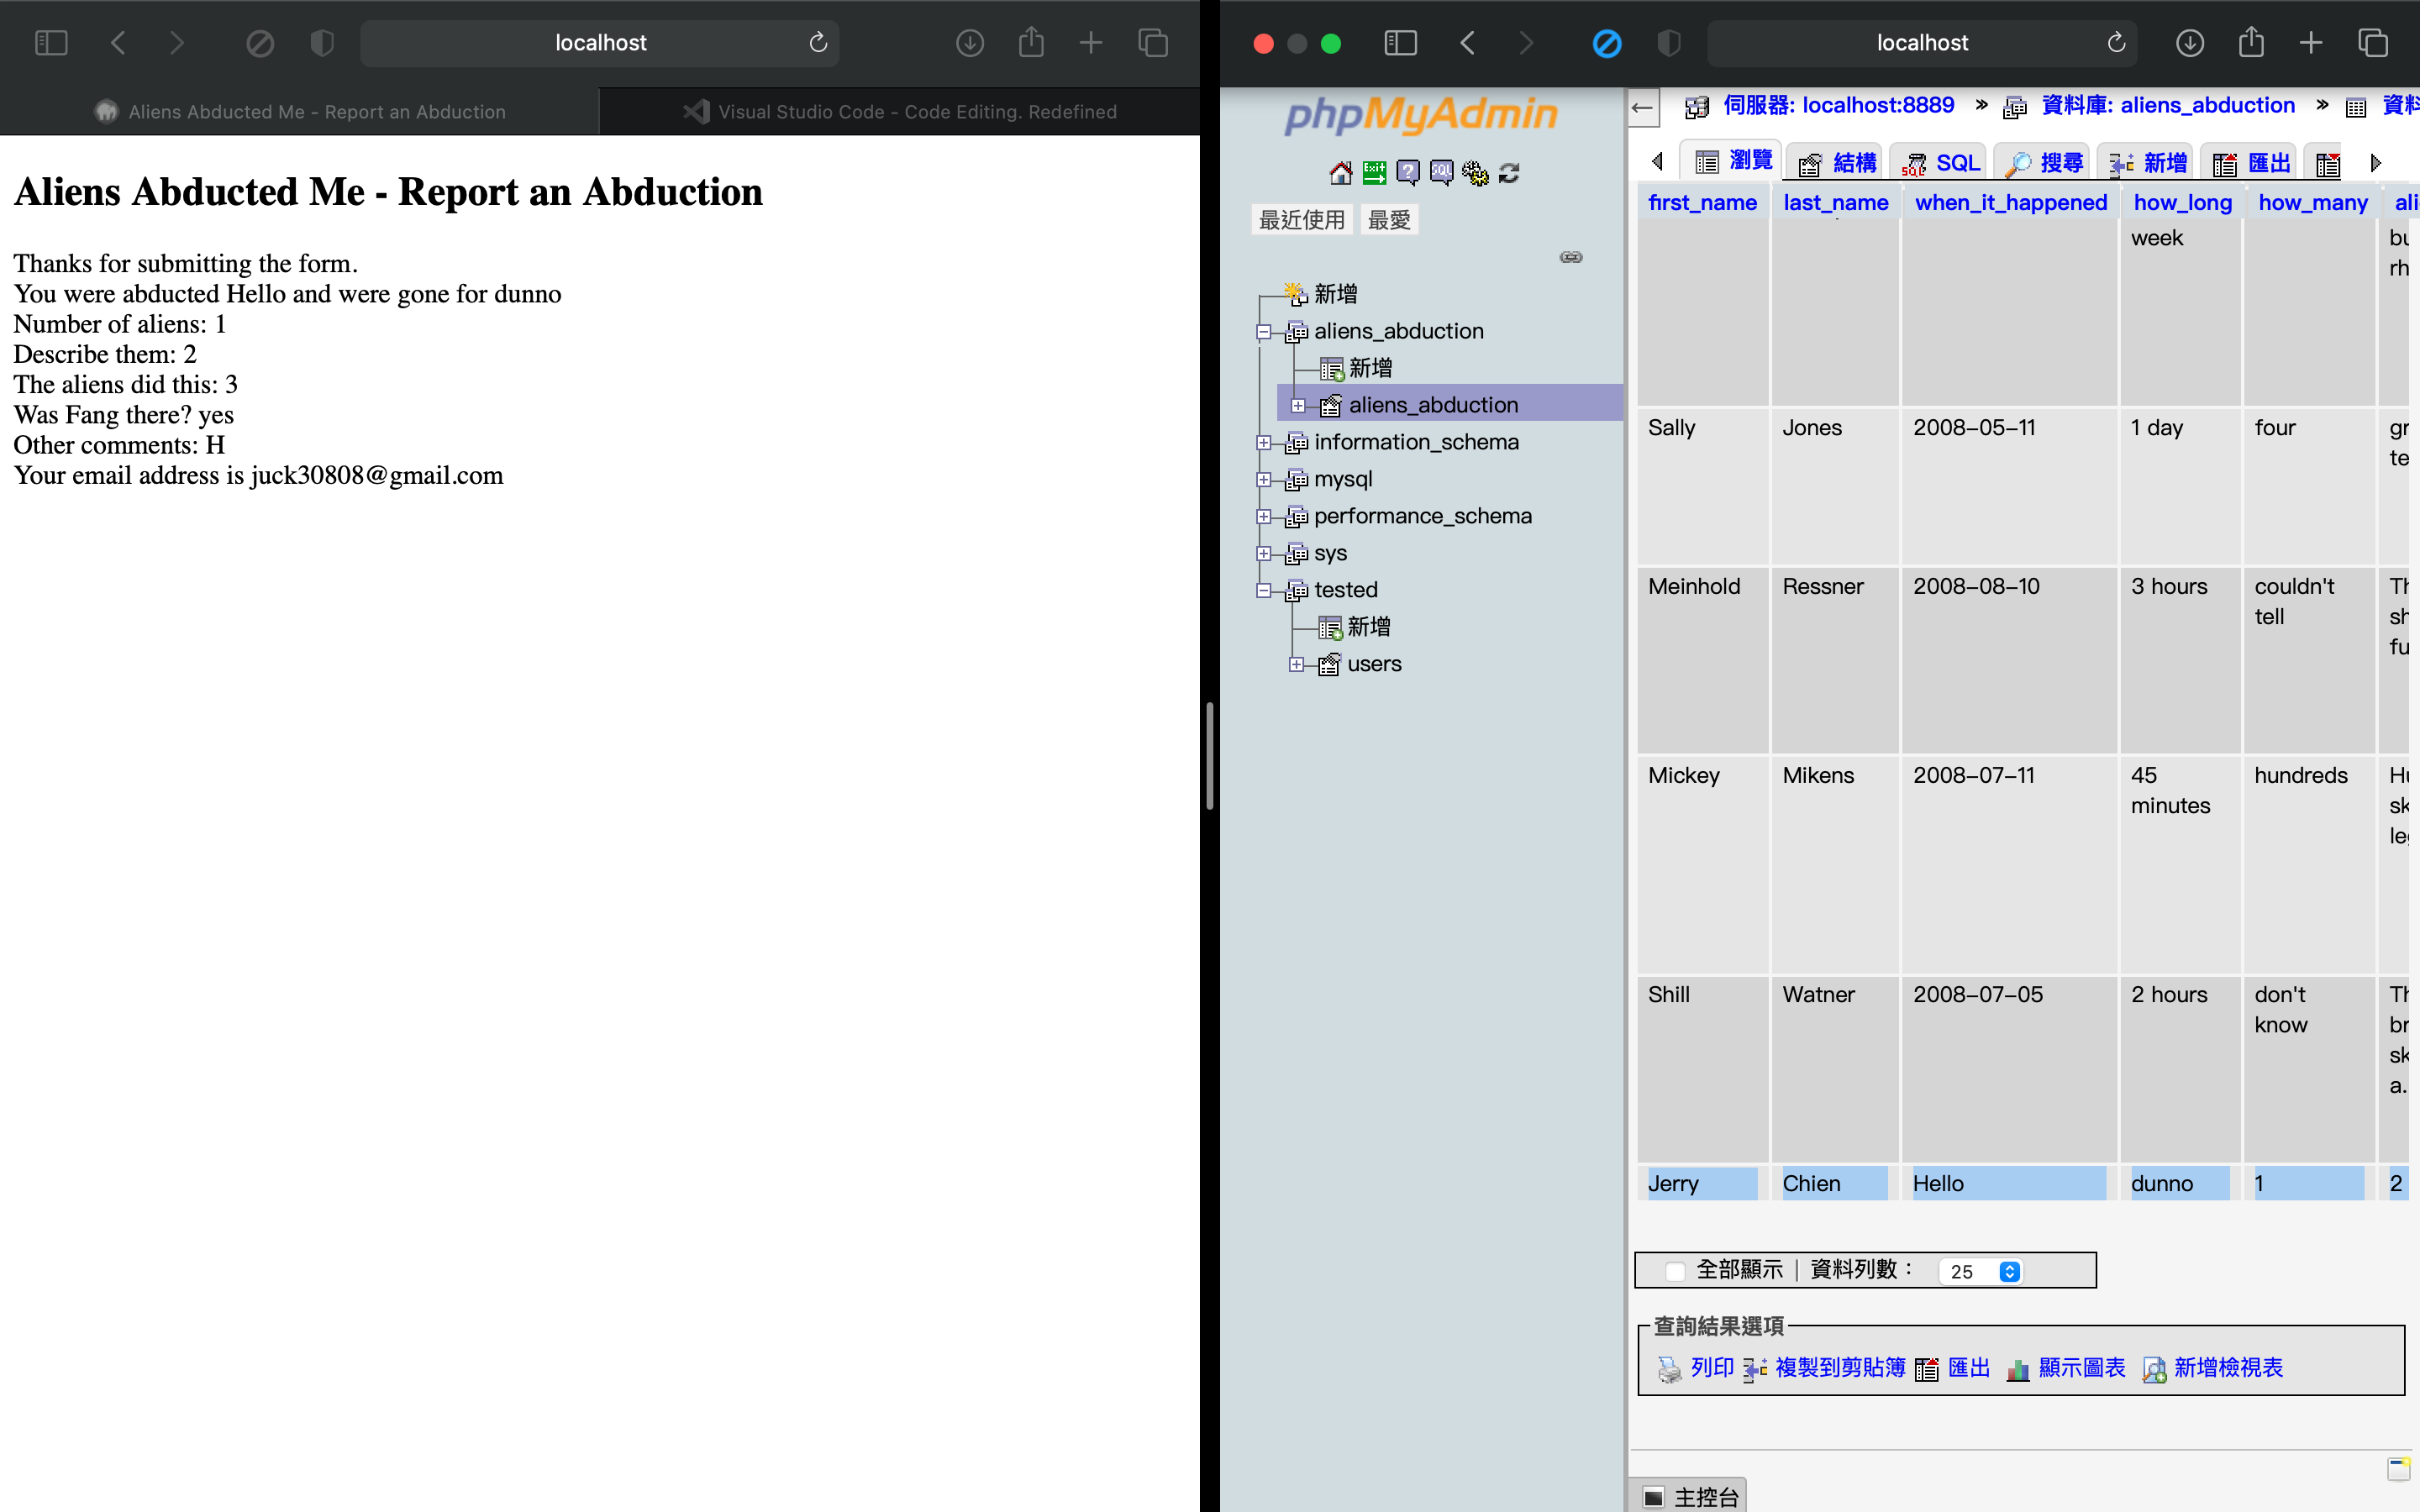 localhost
Aliens Abducted Me - Report an Abduction
Visual Studio Code - Code Editing. Redefined
Aliens Abducted Me - Report an Abduction
Thanks for submitting the form.
You were abducted Hello and were gone for dunno
Number of aliens: 1
Describe them: 2
The aliens did this: 3
Was Fang there? yes
Other comments: H
Your email address is juck30808@gmail.com
localhost
phpMyAdmin
最近使用 最愛
新增
aliens_abduction
新增
aliens_abduction
information_schema
mysql
performance_schema
sys
tested
新增
users
伺服器: localhost:8889 » 資料庫: aliens_abduction » 資料
瀏覽 結構 SQL 搜尋 新增 匯出
first_name last_name when_it_happened how_long how_many ali
week bu
rh
Sally Jones 2008-05-11 1 day four gr
te
Meinhold Ressner 2008-08-10 3 hours couldn't Th
tell sh
fu
Mickey Mikens 2008-07-11 45 hundreds Hu
minutes sk
le
Shill Watner 2008-07-05 2 hours don't Th
know br
sk
a.
Jerry Chien Hello dunno 1 2
全部顯示 | 資料列數： 25
查詢結果選項
列印 複製到剪貼簿 匯出 顯示圖表 新增檢視表
主控台